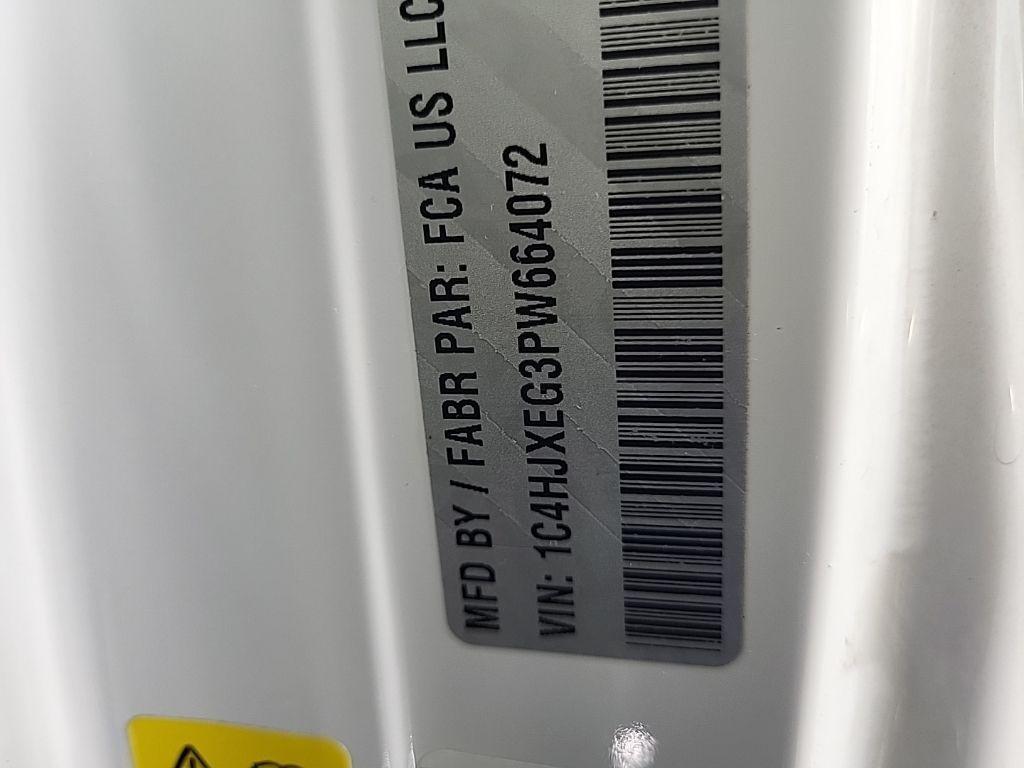 MFD BY / FABR PAR: FCA US LLC
VIN: 1C4HJXEG3PW664072